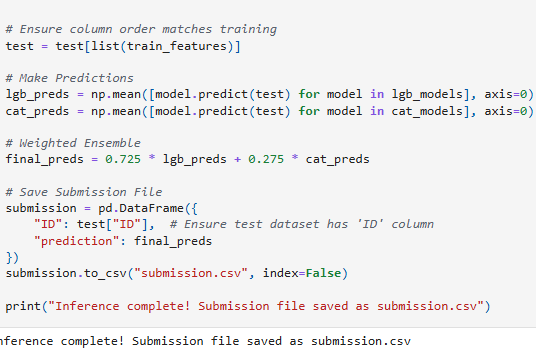 # Ensure column order matches training
test = test[list(train_features)]
# Make Predictions
lgb_preds = np.mean([model.predict(test) for model in lgb_models], axis=0)
cat_preds = np.mean([model.predict(test) for model in cat_models], axis=0)
# Weighted Ensemble
final_preds = 0.725 * lgb_preds + 0.275 * cat_preds
# Save Submission File
submission = pd.DataFrame({
    "ID": test["ID"],  # Ensure test dataset has 'ID' column
    "prediction": final_preds
})
submission.to_csv("submission.csv", index=False)
print("Inference complete! Submission file saved as submission.csv")
nference complete! Submission file saved as submission.csv